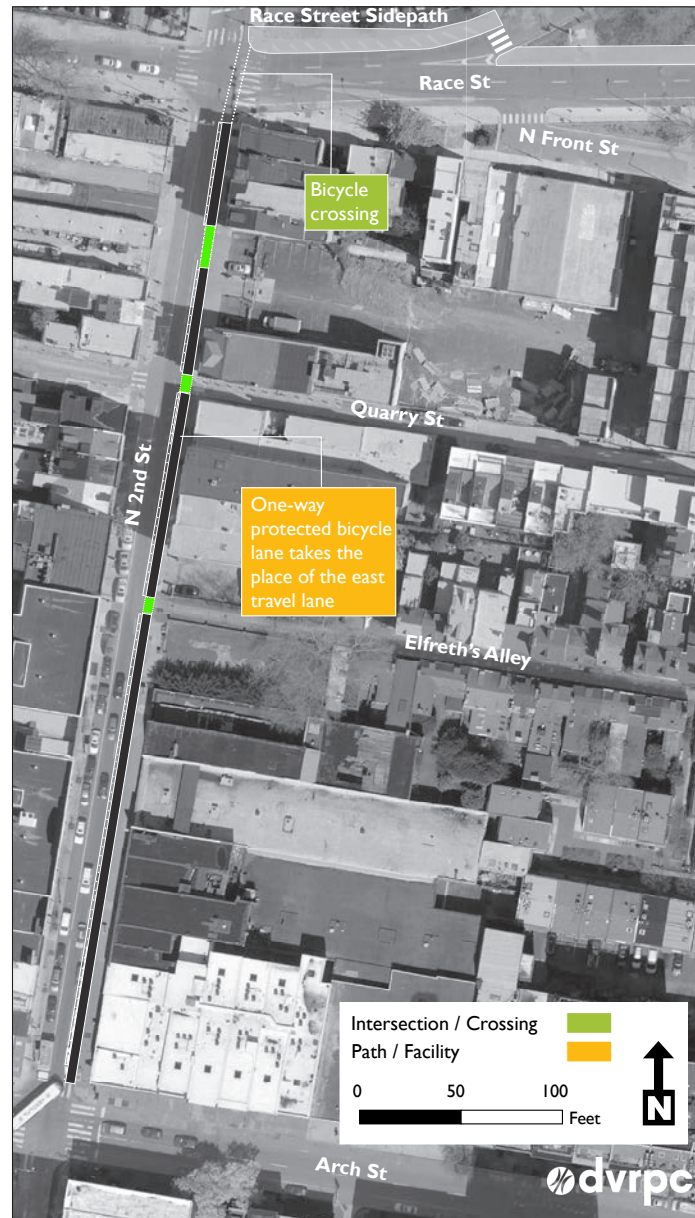 Race Street Sidepath
Race St
N Front St
Bicycle
crossing
Quarry St
N 2nd St
One-way
protected bicycle
lane takes the
place of the east
travel lane
Elfreth's Alley
Intersection / Crossing
Path / Facility
0 50 100
Feet
N
Arch St
dvrpc